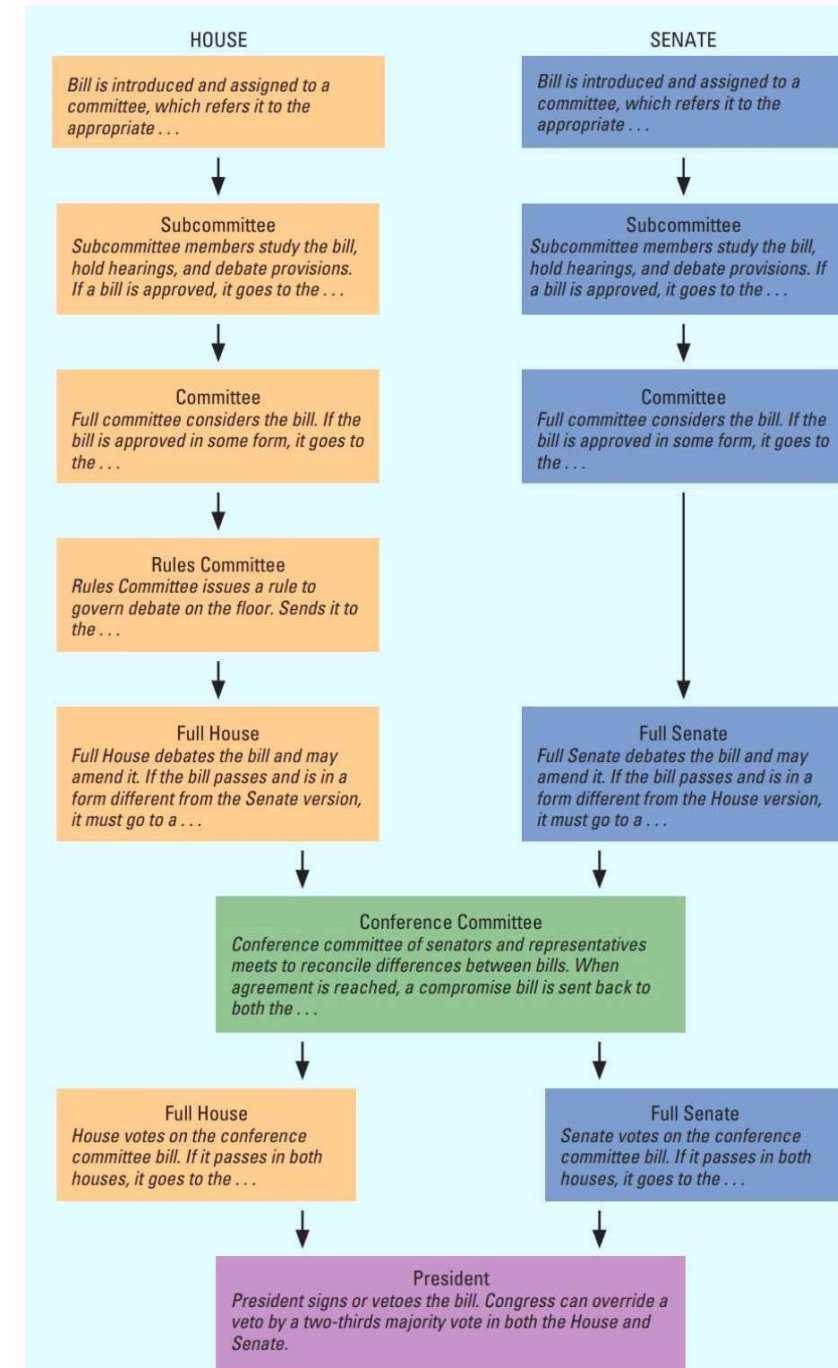 HOUSE
Bill is introduced and assigned to a
committee, which refers it to the
appropriate . . .
Subcommittee
Subcommittee members study the bill,
hold hearings, and debate provisions.
If a bill is approved, it goes to the . . .
Committee
Full committee considers the bill. If the
bill is approved in some form, it goes to
the . . .
Rules Committee
Rules Committee issues a rule to
govern debate on the floor. Sends it to
the . . .
Full House
Full House debates the bill and may
amend it. If the bill passes and is in a
form different from the Senate version,
it must go to a . . .
SENATE
Bill is introduced and assigned to a
committee, which refers it to the
appropriate . . .
Subcommittee
Subcommittee members study the bill,
hold hearings, and debate provisions. If
a bill is approved, it goes to the . . .
Committee
Full committee considers the bill. If the
bill is approved in some form, it goes to
the . . .
Full Senate
Full Senate debates the bill and may
amend it. If the bill passes and is in a
form different from the House version,
it must go to a . . .
Conference Committee
Conference committee of senators and representatives
meets to reconcile differences between bills. When
agreement is reached, a compromise bill is sent back to
both the . . .
Full House
House votes on the conference
committee bill. If it passes in both
houses, it goes to the . . .
Full Senate
Senate votes on the conference
committee bill. If it passes in both
houses, it goes to the . . .
President
President signs or vetoes the bill. Congress can override a
veto by a two-thirds majority vote in both the House and
Senate.